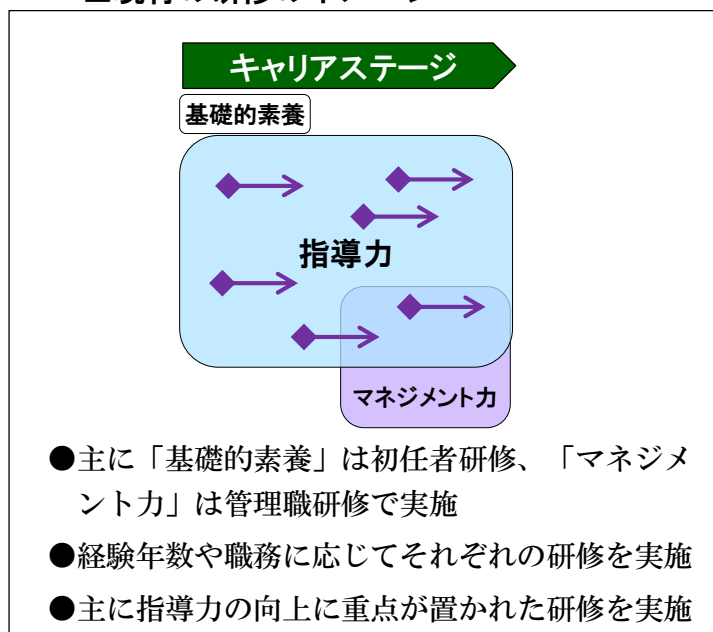 キャリアステージ
基礎的素養
指導力
マネジメント力
●主に「基礎的素養」は初任者研修、「マネジメ
ント力」は管理職研修で実施
●経験年数や職務に応じてそれぞれの研修を実施
●主に指導力の向上に重点が置かれた研修を実施